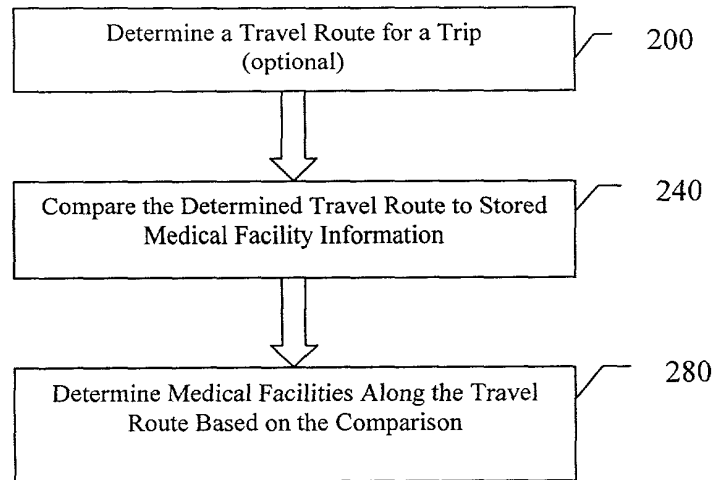 Determine a Travel Route for a Trip
(optional)
200
Compare the Determined Travel Route to Stored
Medical Facility Information
240
Determine Medical Facilities Along the Travel
Route Based on the Comparison
280